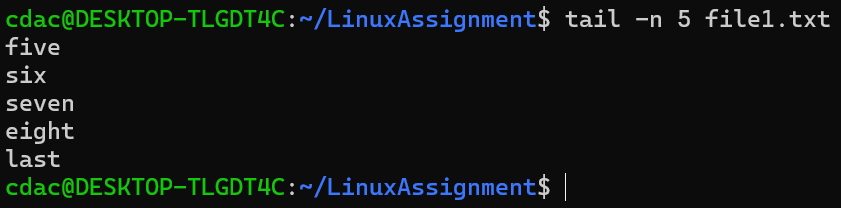 cdac@DESKTOP-TLGDT4C:~/LinuxAssignment$ tail -n 5 file1.txt
five
six
seven
eight
last
cdac@DESKTOP-TLGDT4C:~/LinuxAssignment$